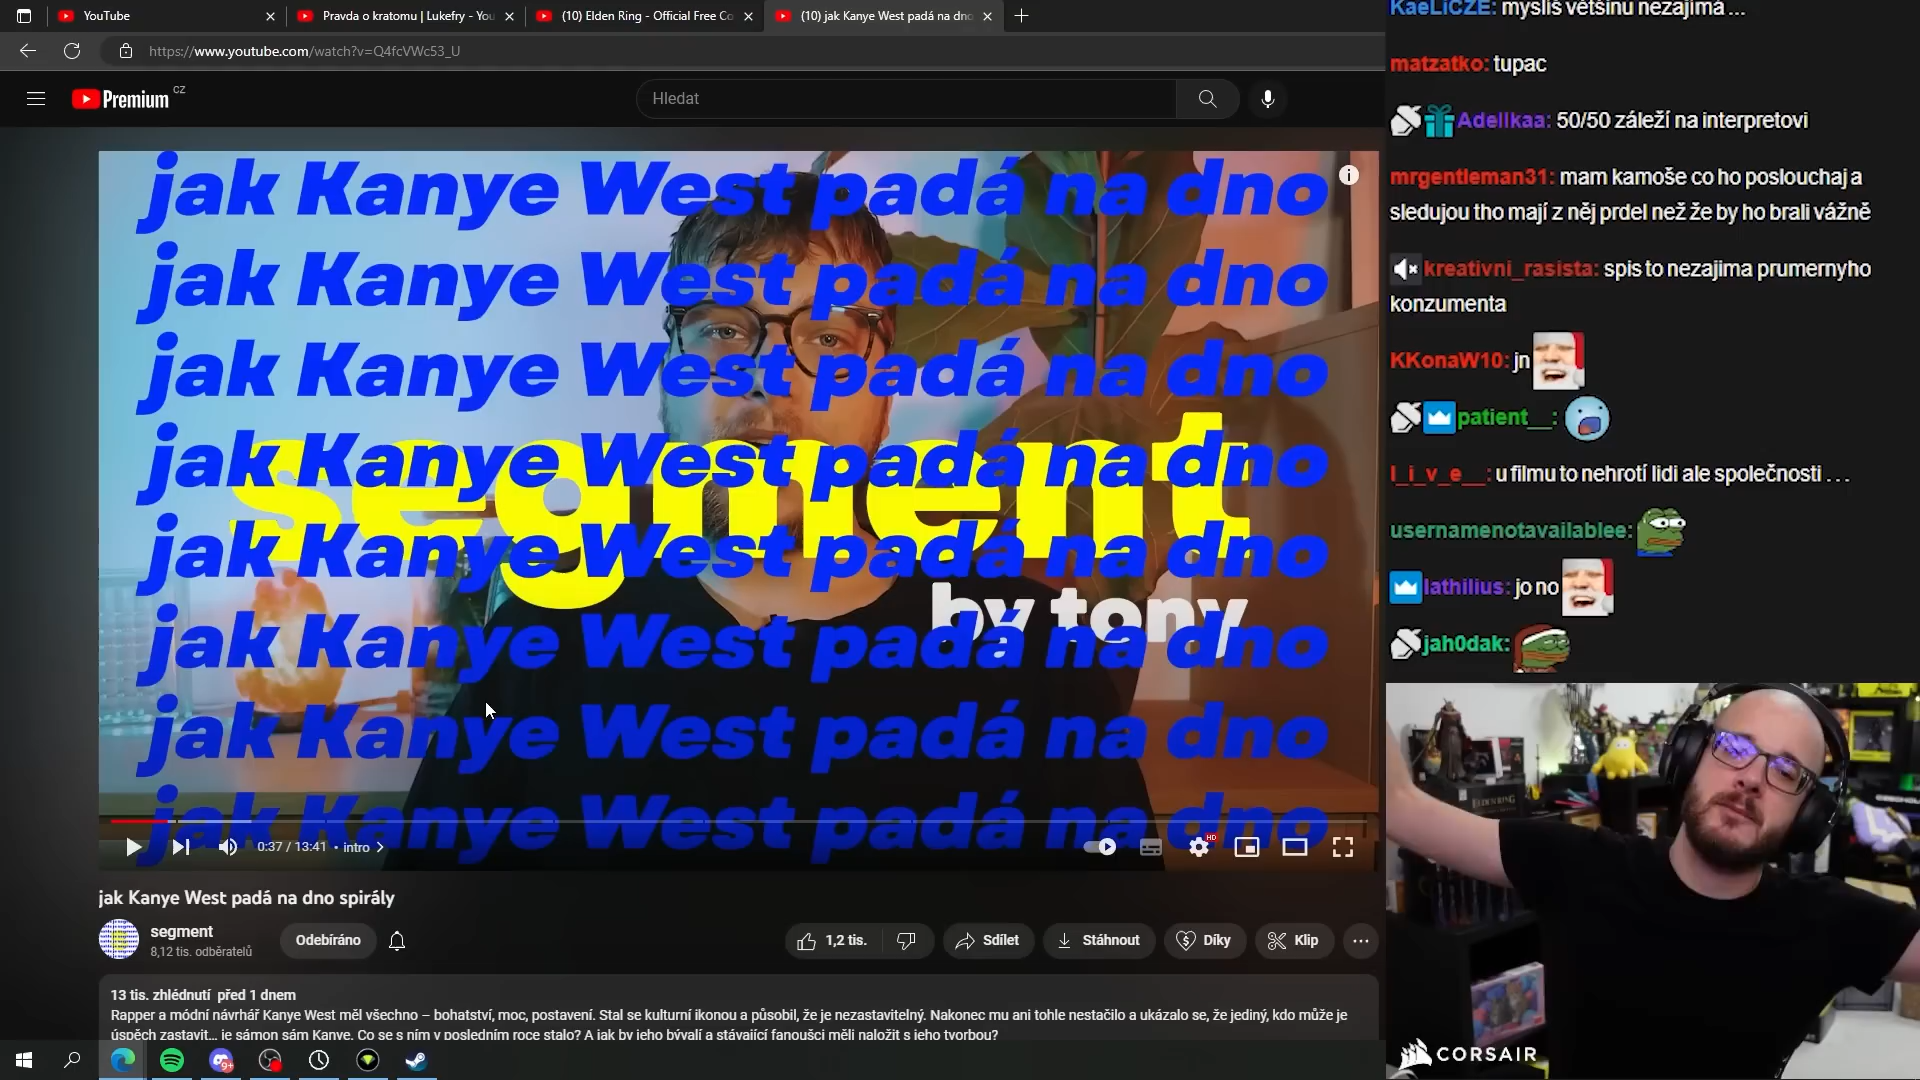 YouTube
Pravda o kratomu | Lukefry - You
(10) Elden Ring - Official Free Co
(10) jak Kanye West padá na dno
https://www.youtube.com/watch?v=Q4fcVWc53_U
Premium CZ
Hledat
jak Kanye West padá na dno
jak Kanye West padá na dno
jak Kanye West padá na dno
jak Kanye West padá na dno
segment
jak Kanye West padá na dno
by tony
jak Kanye West padá na dno
jak Kanye West padá na dno
jak Kanye West padá na dno
0:37 / 13:41 • intro
HD
jak Kanye West padá na dno spirály
segment
8,12 tis. odběratelů
Odebíráno
1,2 tis.
Sdílet
Stáhnout
Díky
Klip
13 tis. zhlédnutí před 1 dnem
Rapper a módní návrhář Kanye West měl všechno – bohatství, moc, postavení. Stal se kulturní ikonou a působil, že je nezastavitelný. Nakonec mu ani tohle nestačilo a ukázalo se, že jediný, kdo může je
úspěch zastavit... je sámon sám Kanye. Co se s ním v posledním roce stalo? A jak by jeho bývalí a stávající fanoušci měli naložit s jeho tvorbou?
9+
KaeLiCZE: myslíš většinu nezajímá ...
matzatko: tupac
Adellkaa: 50/50 záleží na interpretovi
mrgentleman31: mam kamoše co ho poslouchaj a
sledujou tho mají z něj prdel než že by ho brali vážně
kreativni_rasista: spis to nezajima prumernyho
konzumenta
KKonaW10: jn
patient__:
l_i_v_e__: u filmu to nehrotí lidi ale společnosti . . .
usernamenotavailablee:
lathilius: jo no
jah0dak:
ELDEN RING
CORSAIR